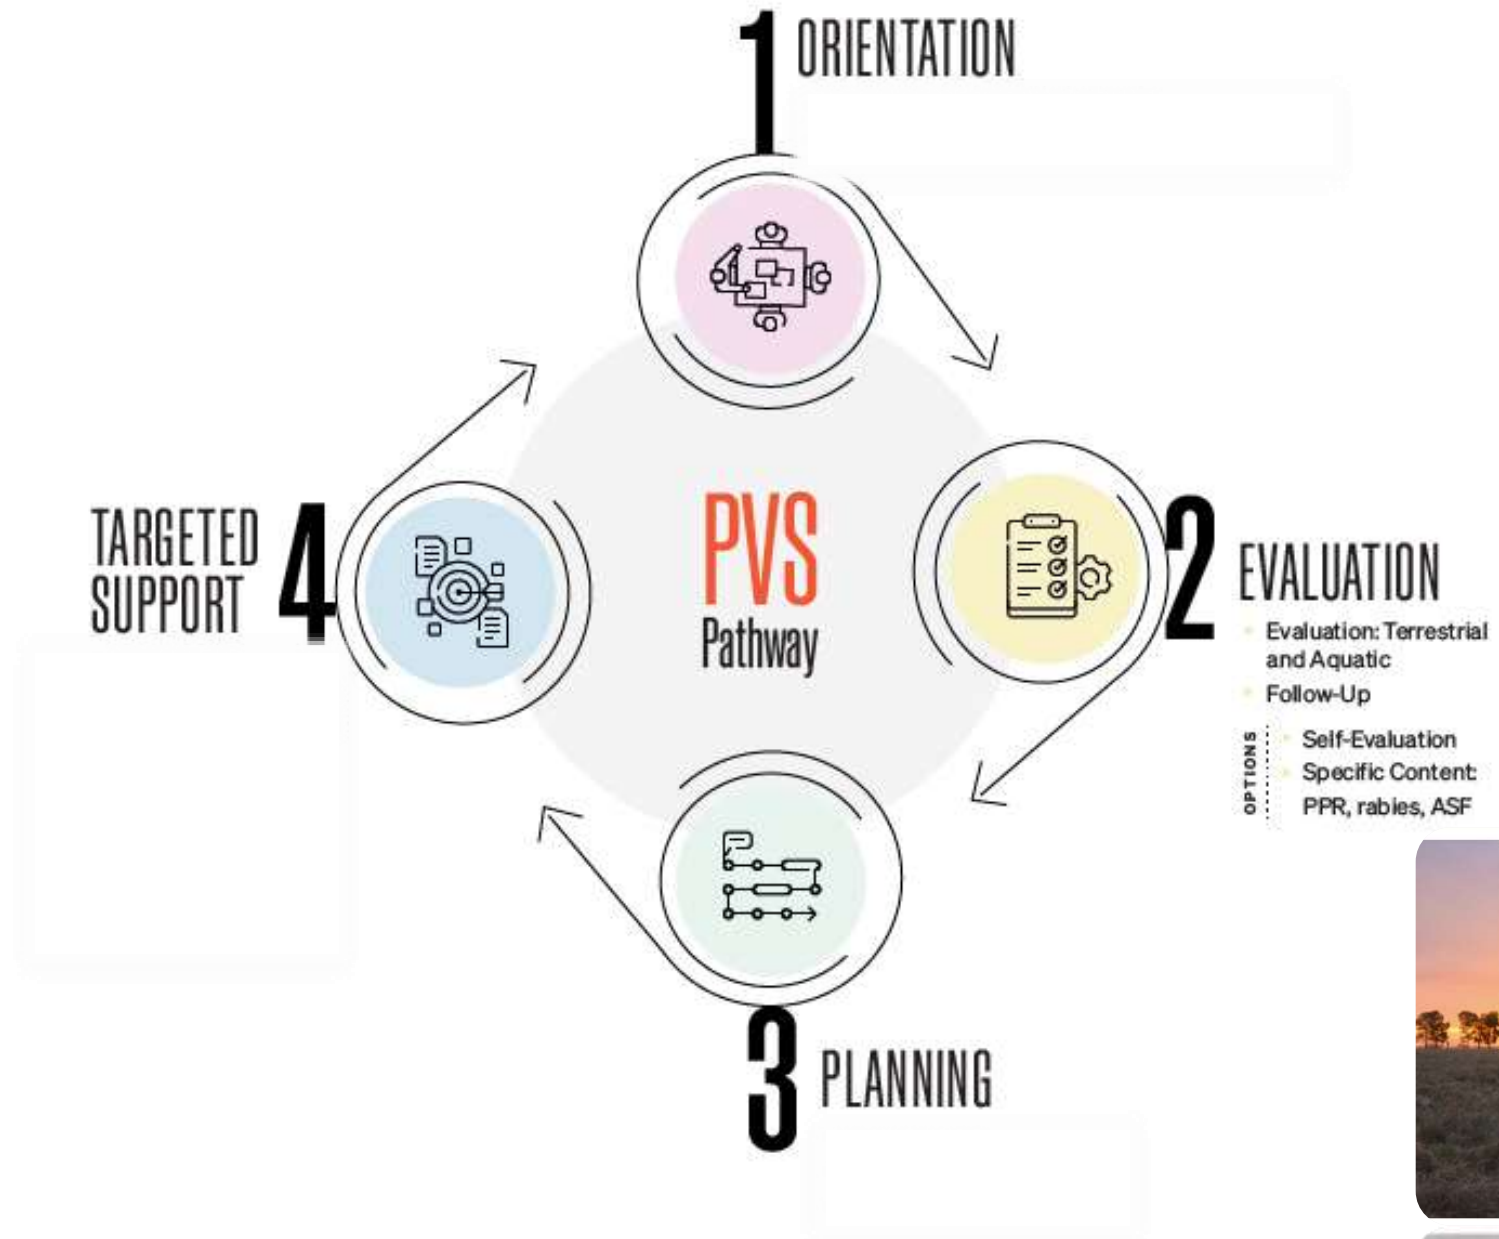 1 ORIENTATION
PVS
Pathway
2 EVALUATION
Evaluation: Terrestrial
and Aquatic
Follow-Up
OPTIONS
Self-Evaluation
Specific Content:
PPR, rabies, ASF
3 PLANNING
TARGETED
SUPPORT
4